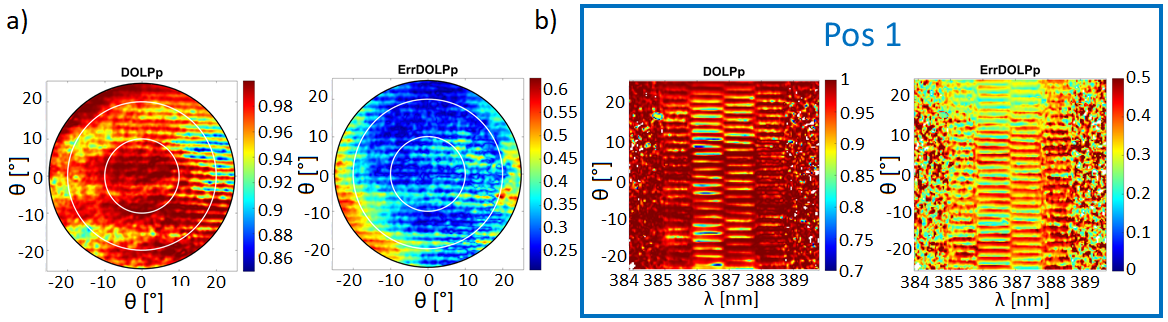 a)
DOLPp
θ [°]
20
10
0
-10
-20
-20 -10 0 10 20
θ [°]
0.98
0.96
0.94
0.92
0.9
0.88
0.86
ErrDOLPp
θ [°]
20
10
0
-10
-20
-20 -10 0 10 20
θ [°]
0.6
0.55
0.5
0.45
0.4
0.35
0.3
0.25
b)
Pos 1
DOLPp
θ [°]
20
10
0
-10
-20
384 385 386 387 388 389
λ [nm]
1
0.95
0.9
0.85
0.8
0.75
0.7
ErrDOLPp
θ [°]
20
10
0
-10
-20
384 385 386 387 388 389
λ [nm]
0.5
0.4
0.3
0.2
0.1
0